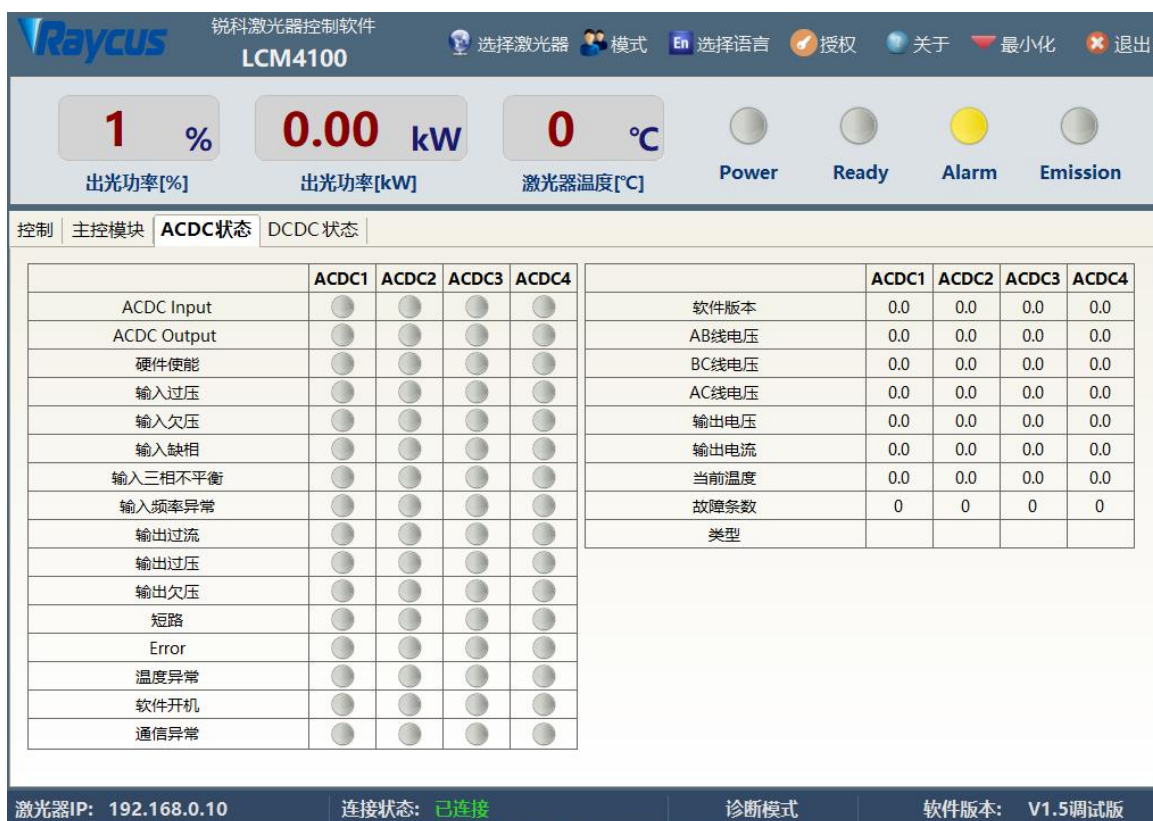 Raycus
锐科激光器控制软件
LCM4100
选择激光器 模式 En 选择语言 授权 关于 最小化 退出
1 % 0.00 kW 0 ℃
出光功率[%] 出光功率[kW] 激光器温度[℃] Power Ready Alarm Emission
控制 主控模块 ACDC状态 DCDC状态
ACDC1 ACDC2 ACDC3 ACDC4
ACDC Input
ACDC Output
硬件使能
输入过压
输入欠压
输入缺相
输入三相不平衡
输入频率异常
输出过流
输出过压
输出欠压
短路
Error
温度异常
软件开机
通信异常
ACDC1 ACDC2 ACDC3 ACDC4
软件版本 0.0 0.0 0.0 0.0
AB线电压 0.0 0.0 0.0 0.0
BC线电压 0.0 0.0 0.0 0.0
AC线电压 0.0 0.0 0.0 0.0
输出电压 0.0 0.0 0.0 0.0
输出电流 0.0 0.0 0.0 0.0
当前温度 0.0 0.0 0.0 0.0
故障条数 0 0 0 0
类型
激光器IP: 192.168.0.10 连接状态: 已连接 诊断模式 软件版本: V1.5调试版